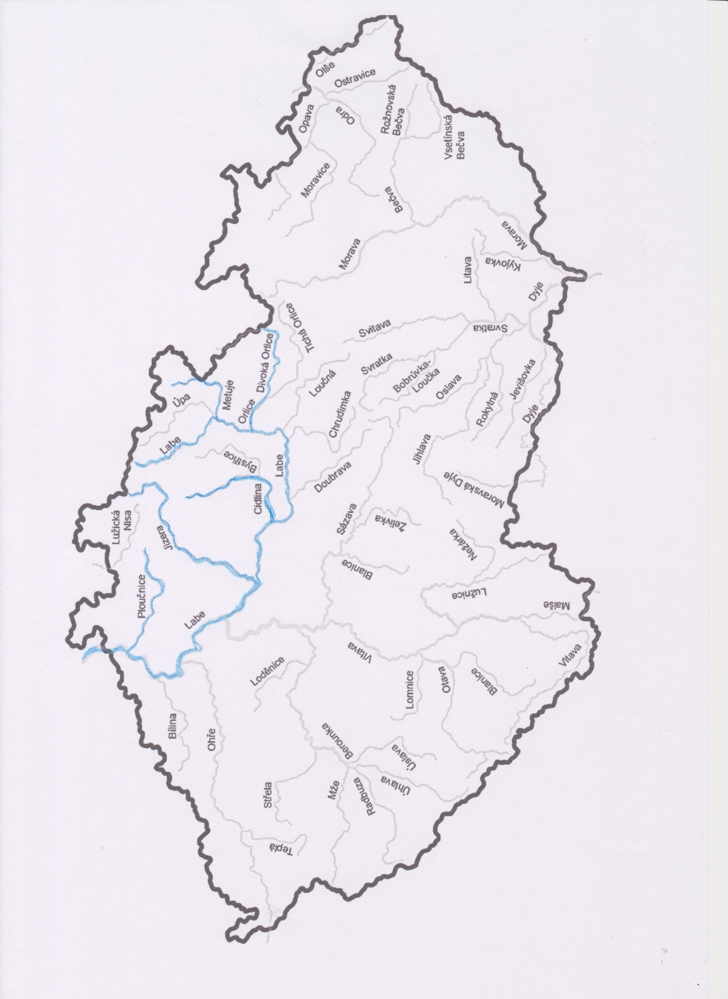 Olše
Ostravice
Opava
Odra
Rožnovská
Bečva
Vsetínská
Bečva
Moravice
Bečva
Morava
Morava
Kyjovka
Litava
Dyje
Tichá Orlice
Svitava
Svratka
Divoká Orlice
Metuje
Orlice
Úpa
Labe
Loučná
Svratka
Bobrůvka-
Loučka
Oslava
Rokytná
Jevišovka
Dyje
Chrudimka
Jihlava
Bystřice
Labe
Doubrava
Cidlina
Moravská Dyje
Sázava
Želivka
Nežárka
Lužická
Nisa
Jizera
Blanice
Ploučnice
Labe
Lužnice
Malše
Vltava
Vltava
Loděnice
Lomnice
Otava
Blanice
Bílina
Ohře
Berounka
Úslava
Střela
Mže
Radbuza
Úhlava
Teplá